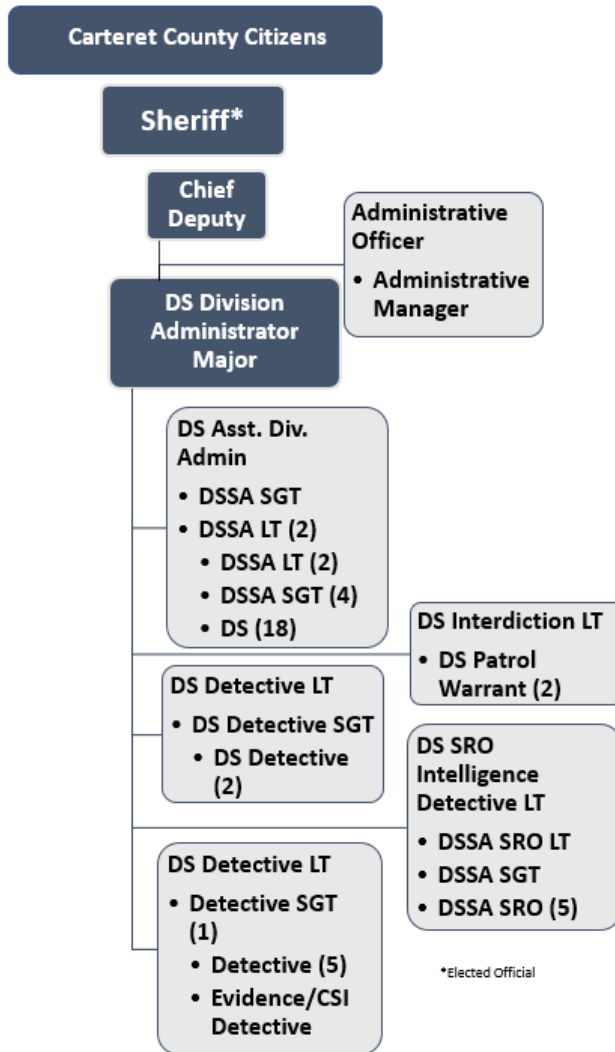 Carteret County Citizens
Sheriff*
Chief
Deputy
Administrative
Officer
• Administrative
Manager
DS Division
Administrator
Major
DS Asst. Div.
Admin
• DSSA SGT
• DSSA LT (2)
• DSSA LT (2)
• DSSA SGT (4)
• DS (18)
DS Interdiction LT
• DS Patrol
Warrant (2)
DS Detective LT
• DS Detective SGT
• DS Detective
(2)
DS SRO
Intelligence
Detective LT
• DSSA SRO LT
• DSSA SGT
• DSSA SRO (5)
DS Detective LT
• Detective SGT
(1)
• Detective (5)
• Evidence/CSI
Detective
*Elected Official